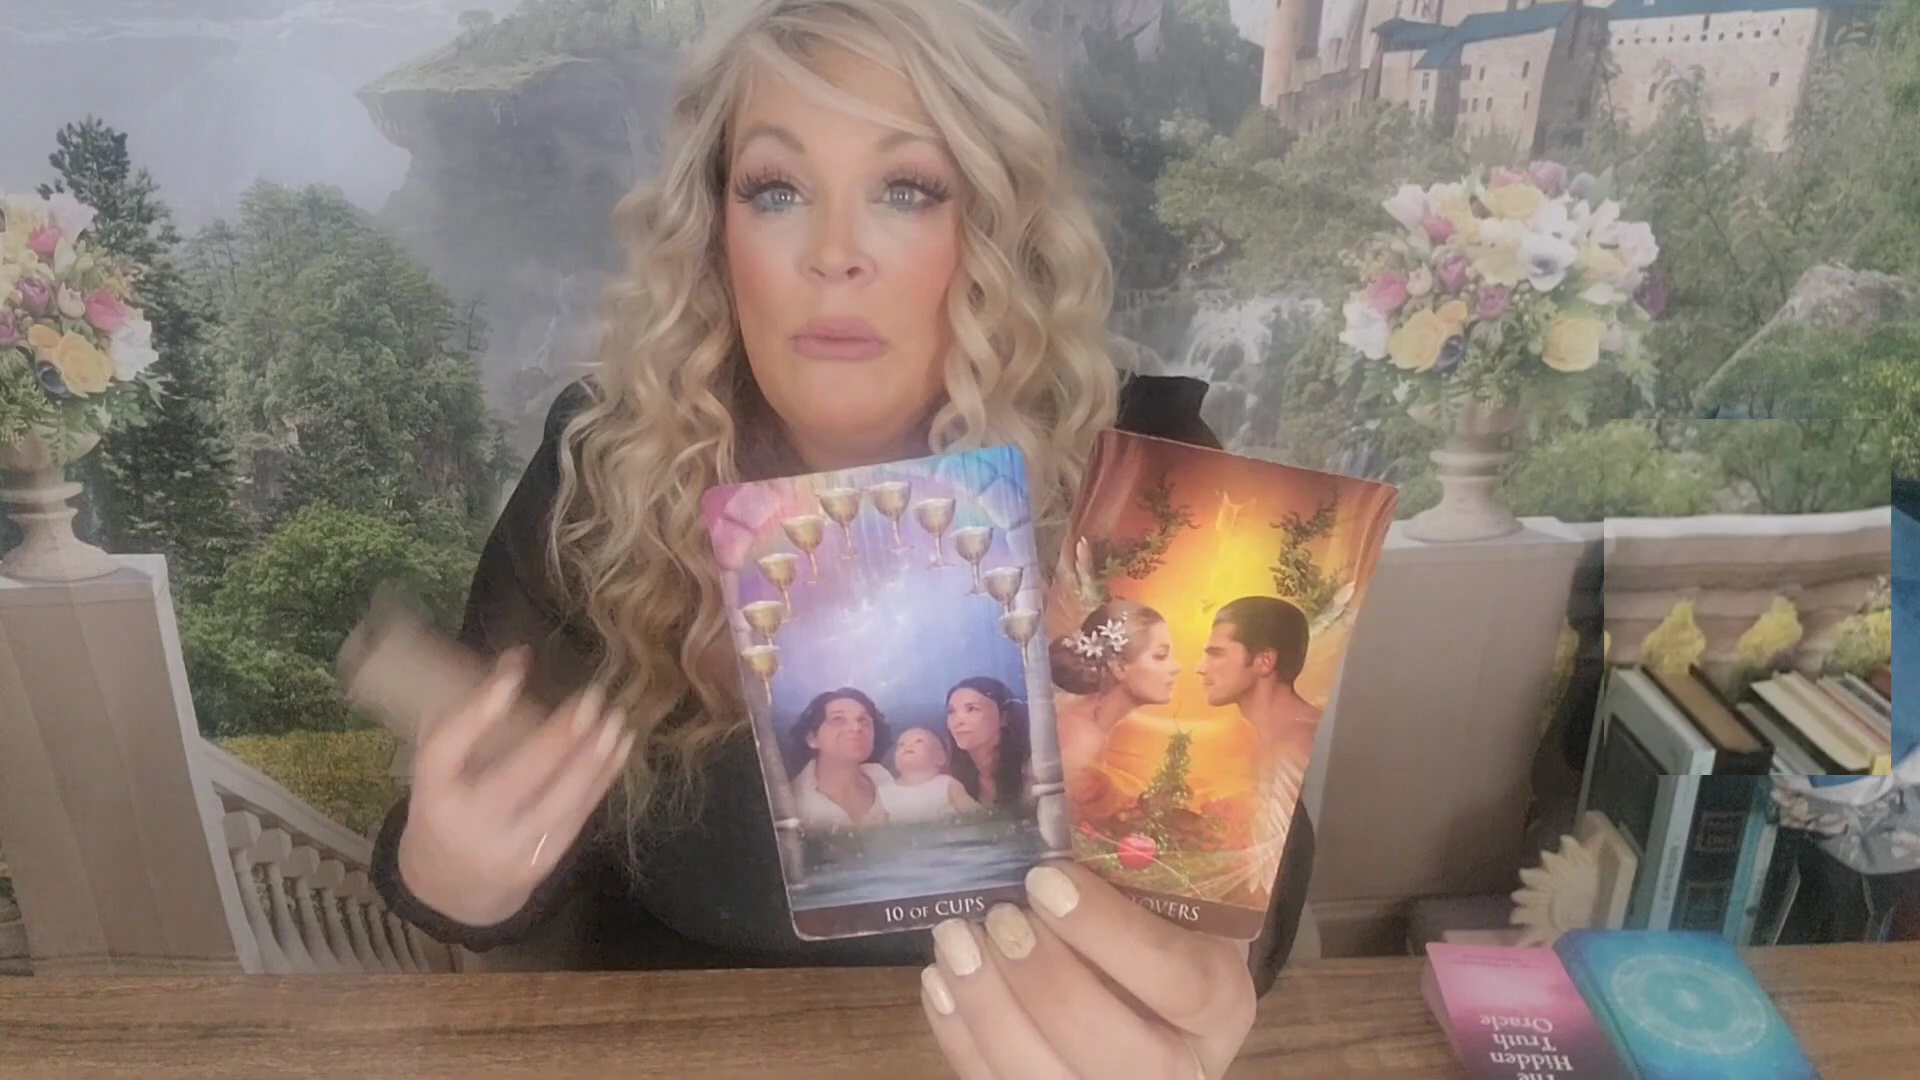 10 OF CUPS
LOVERS
The
Hidden
Truth
Oracle